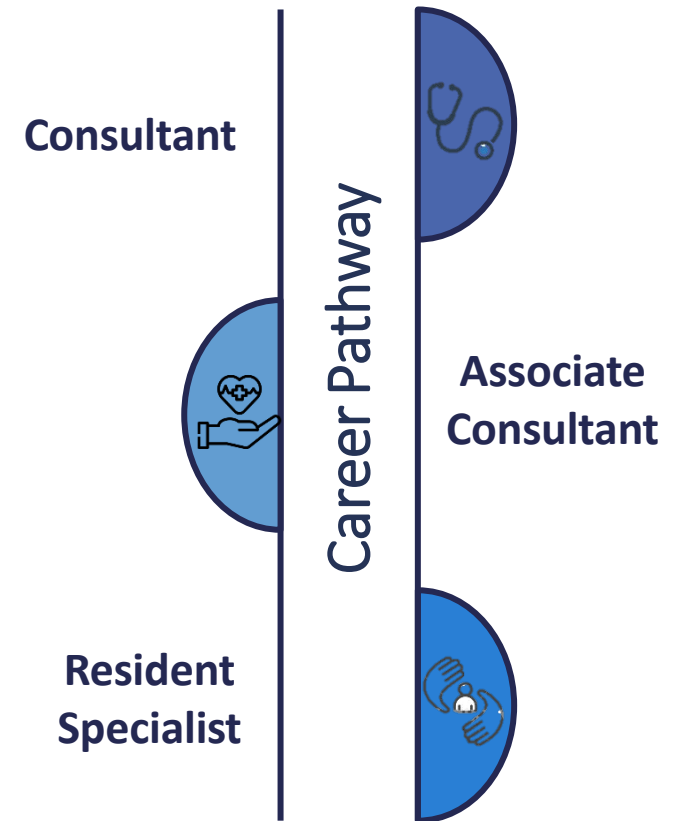 Consultant
Career Pathway
Associate
Consultant
Resident
Specialist